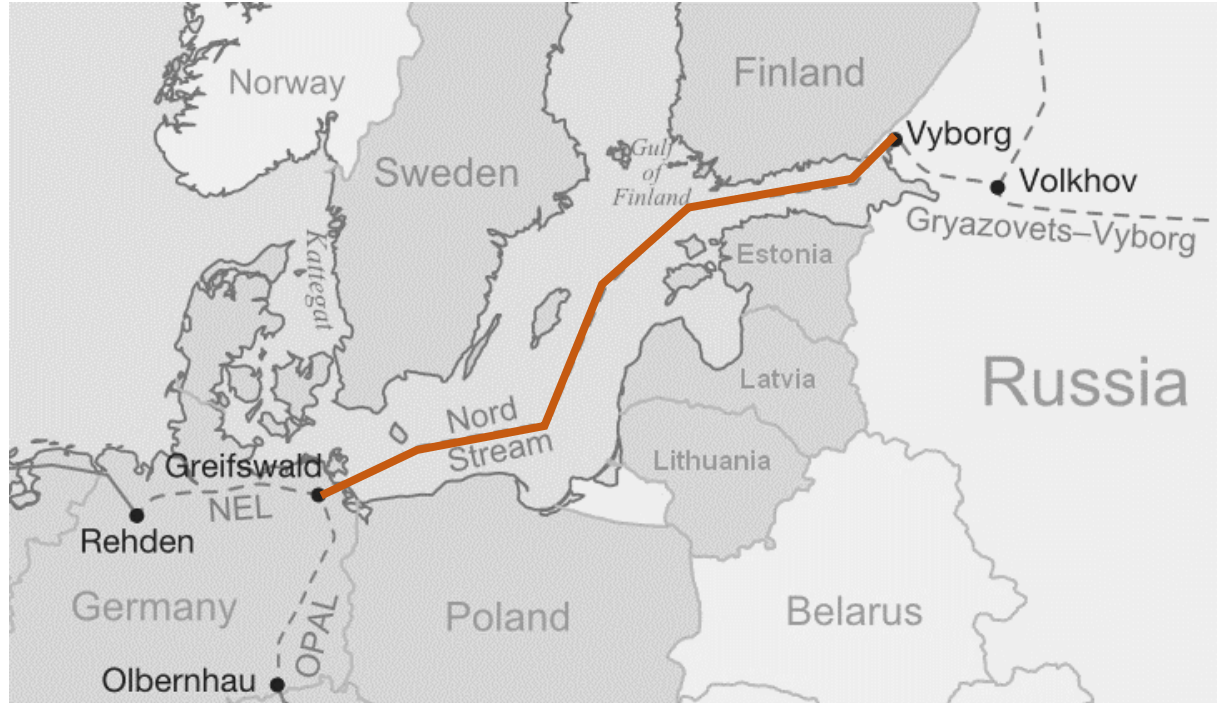 Norway
Finland
Sweden
Gulf
of
Finland
Vyborg
Volkhov
Gryazovets–Vyborg
Kattegat
Estonia
Russia
Latvia
Nord
Stream
Lithuania
Greifswald
NEL
Rehden
Germany
OPAL
Poland
Belarus
Olbernhau